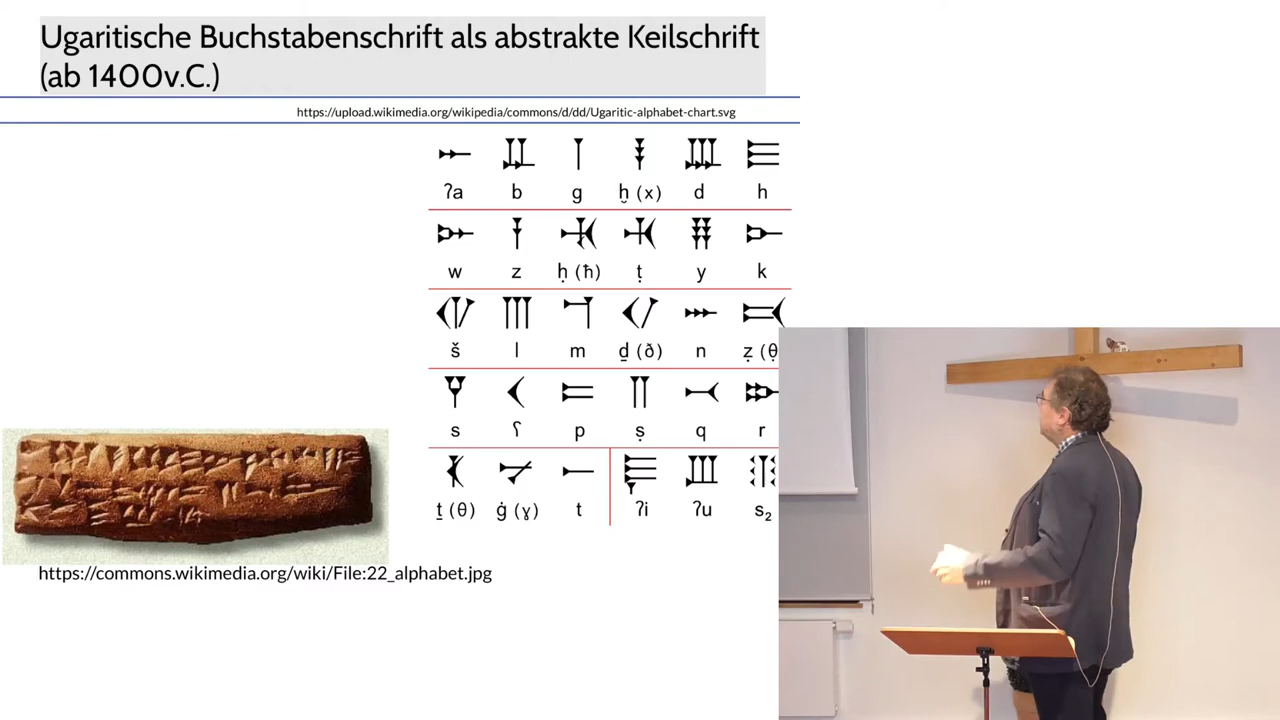 Ugaritische Buchstabenschrift als abstrakte Keilschrift
(ab 1400v.C.)
https://upload.wikimedia.org/wikipedia/commons/d/dd/Ugaritic-alphabet-chart.svg
𐎀 𐎁 𐎂 𐎃 𐎄 𐎅
ʔa b g ḫ (x) d h
𐎆 𐎇 𐎈 𐎉 𐎊 𐎋
w z ḥ (ħ) ṭ y k
𐎌 𐎍 𐎎 𐎏 𐎐 𐎑
š l m ḏ (ð) n ẓ (θ
𐎒 𐎓 𐎔 𐎕 𐎖 𐎗
s ʕ p ṣ q r
𐎘 𐎙 𐎚 𐎛 𐎜 𐎝
ṯ (θ) ġ (ɣ) t ʔi ʔu s₂
https://commons.wikimedia.org/wiki/File:22_alphabet.jpg